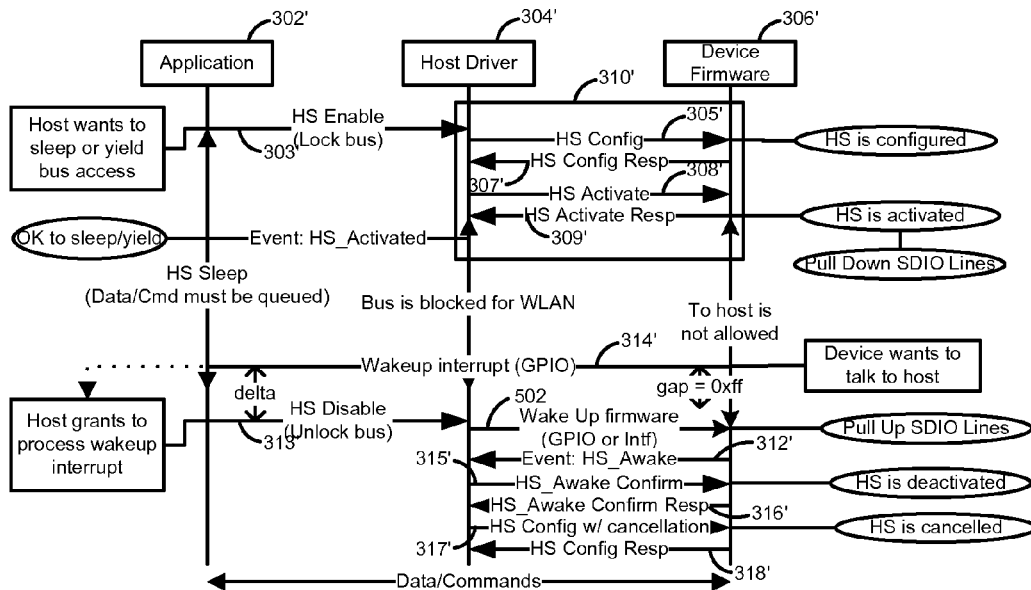 302'
304'
306'
Application
Host Driver
Device
Firmware
310'
Host wants to
sleep or yield
bus access
HS Enable
(Lock bus)
303'
305'
HS Config
HS is configured
HS Config Resp
307'
308'
HS Activate
HS Activate Resp
309'
HS is activated
OK to sleep/yield
Event: HS_Activated
Pull Down SDIO Lines
HS Sleep
(Data/Cmd must be queued)
Bus is blocked for WLAN
To host is
not allowed
314'
Wakeup interrupt (GPIO)
Device wants to
talk to host
delta
gap = 0xff
Host grants to
process wakeup
interrupt
HS Disable
(Unlock bus)
313'
502
Wake Up firmware
(GPIO or Intf)
Pull Up SDIO Lines
312'
Event: HS_Awake
315'
HS_Awake Confirm
HS is deactivated
HS_Awake Confirm Resp
316'
HS Config w/ cancellation
HS is cancelled
317'
HS Config Resp
318'
Data/Commands